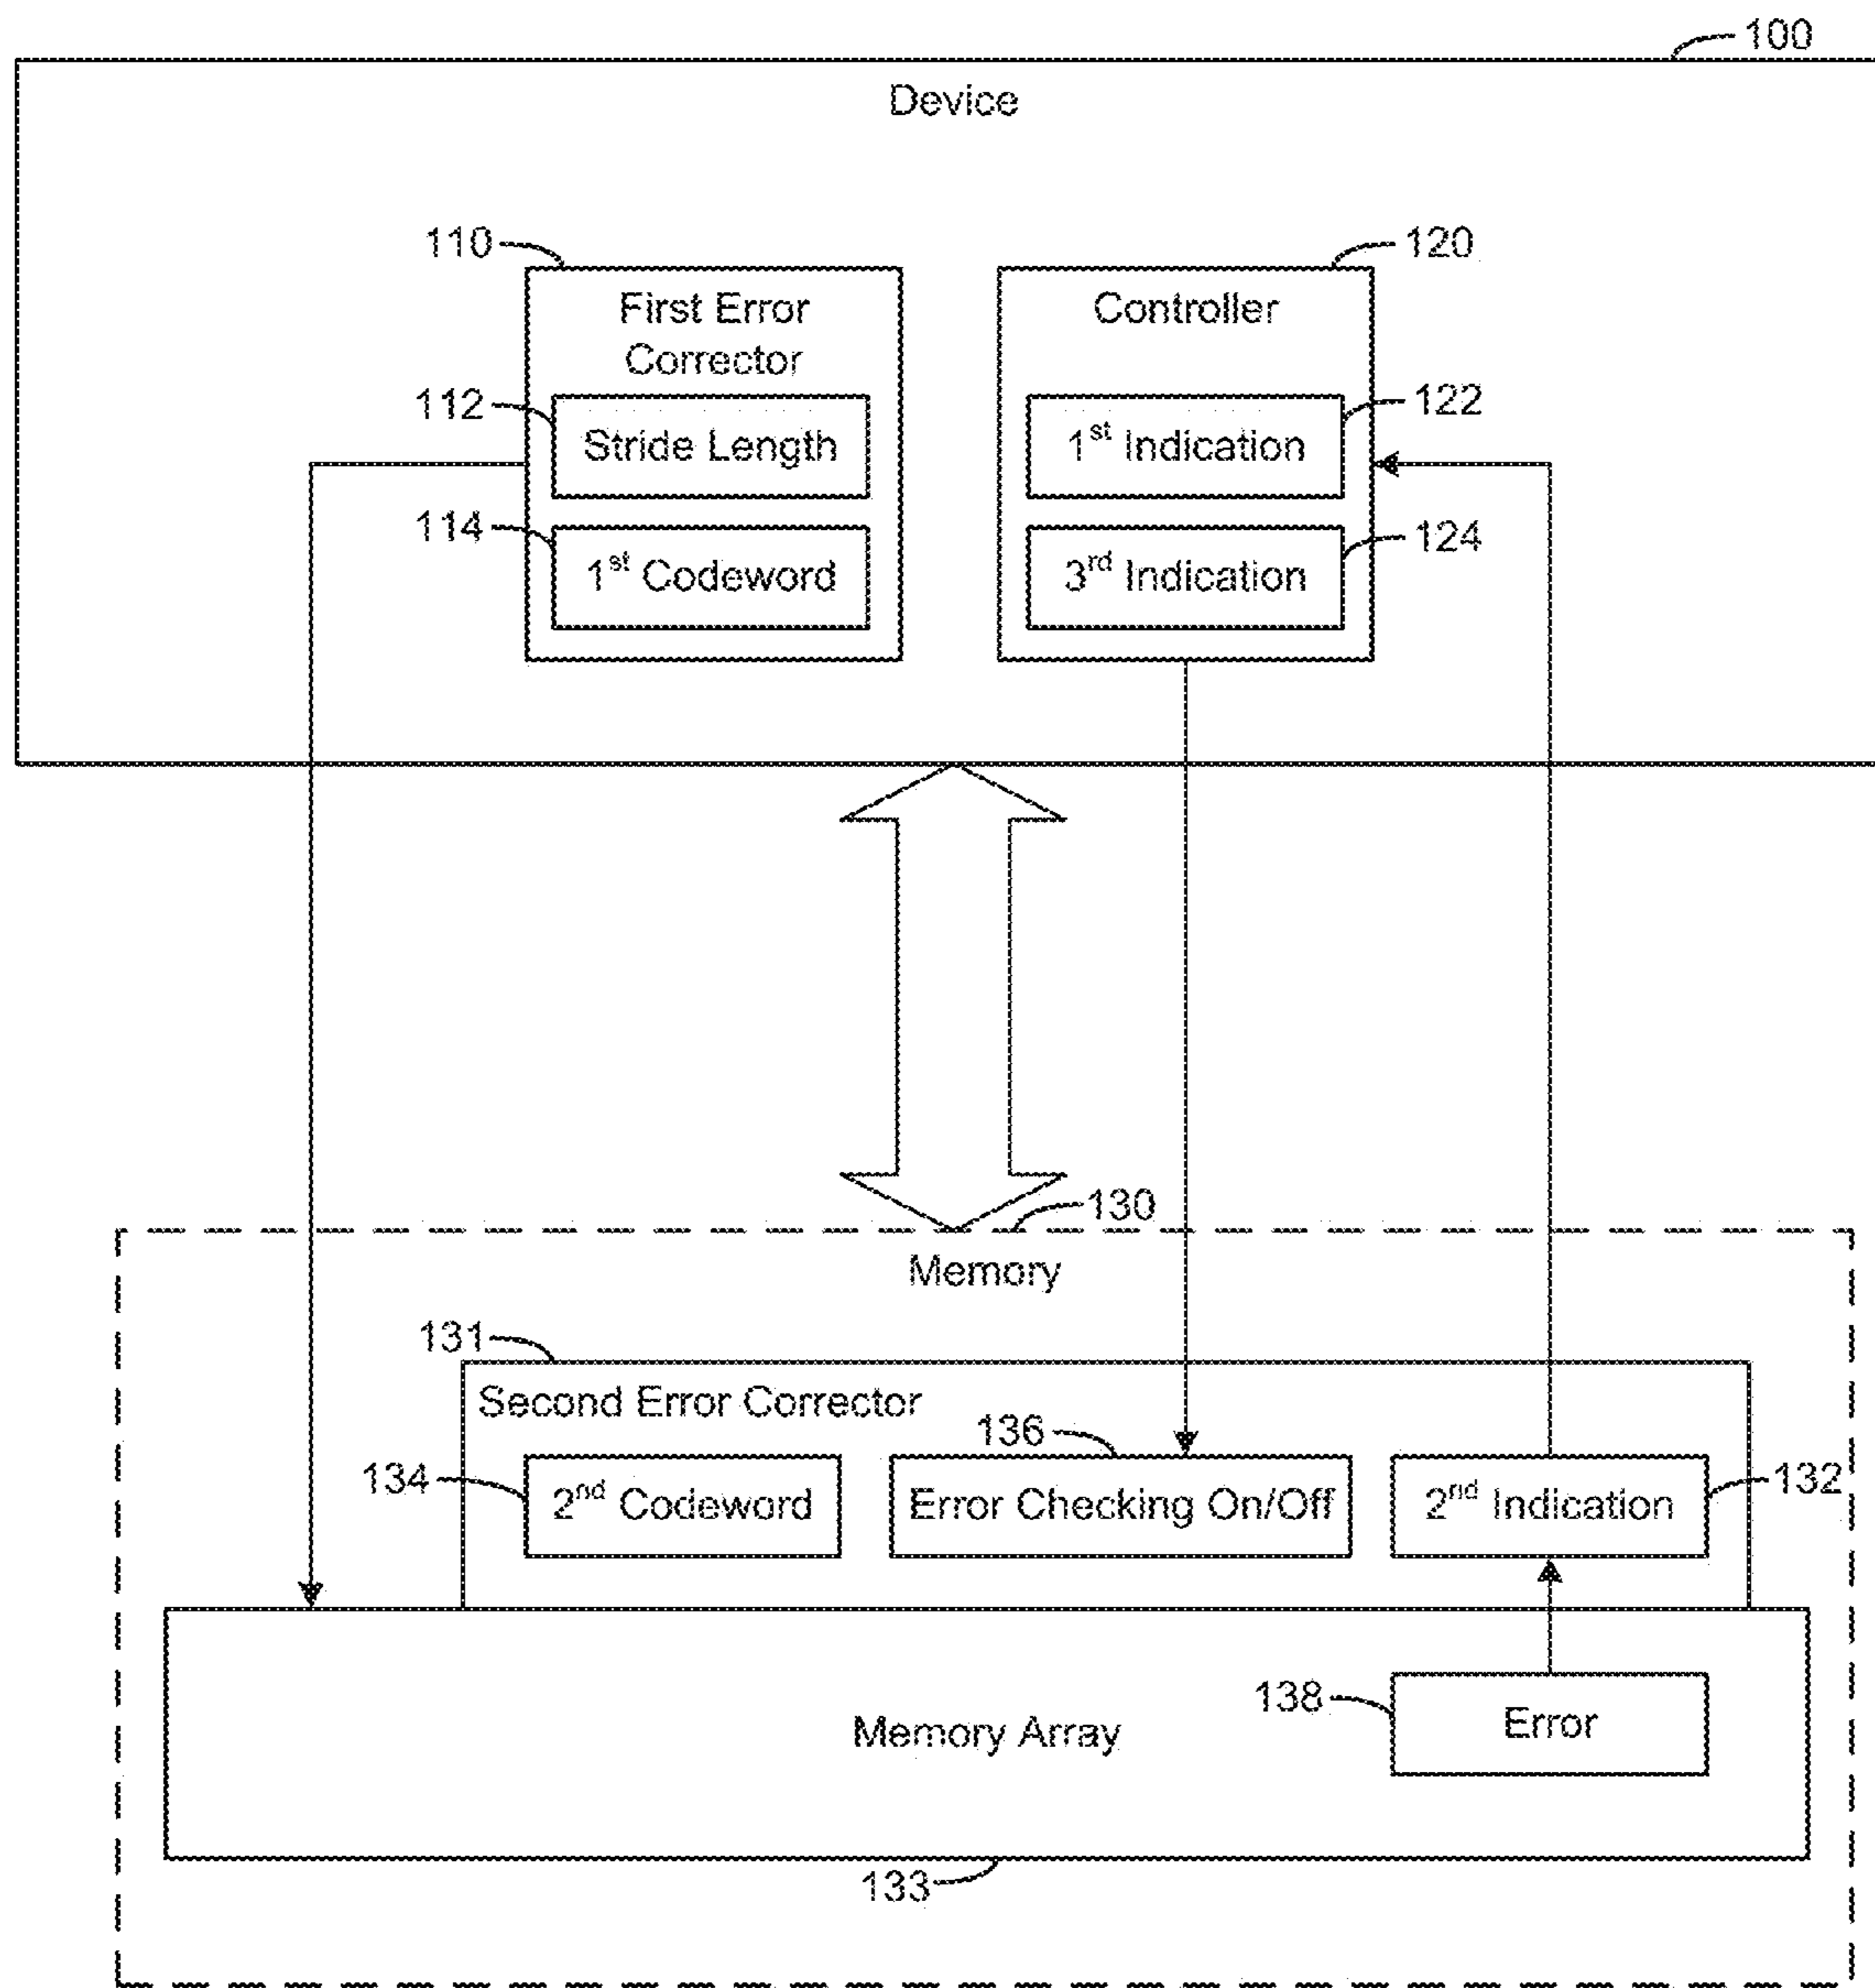 100
Device
110
120
First Error
Corrector
Controller
112
Stride Length
1st Indication
122
114
1st Codeword
3rd Indication
124
130
Memory
131
Second Error Corrector
136
134
2nd Codeword
Error Checking On/Off
2nd Indication
132
138
Error
Memory Array
133